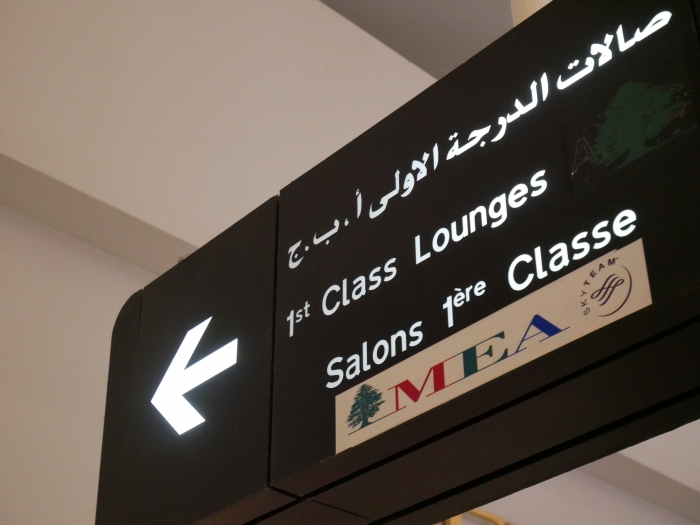 صالات الدرجة الاولى أ.ب.ج
1st Class Lounges
Salons 1ère Classe
MEA
SKYTEAM